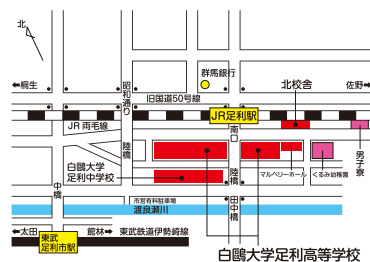 北
群馬銀行
北校舎
←桐生
佐野→
昭和通り
旧国道50号線
JR足利駅
JR 両毛線
南口
男子寮
陸橋
白鷗大学
足利中学校
マルベリーホール
くるみ幼稚園
陸橋
中橋
市営有料駐車場
田中橋
渡良瀬川
←太田
館林→
東武鉄道伊勢崎線
東武
足利市駅
白鷗大学足利高等学校